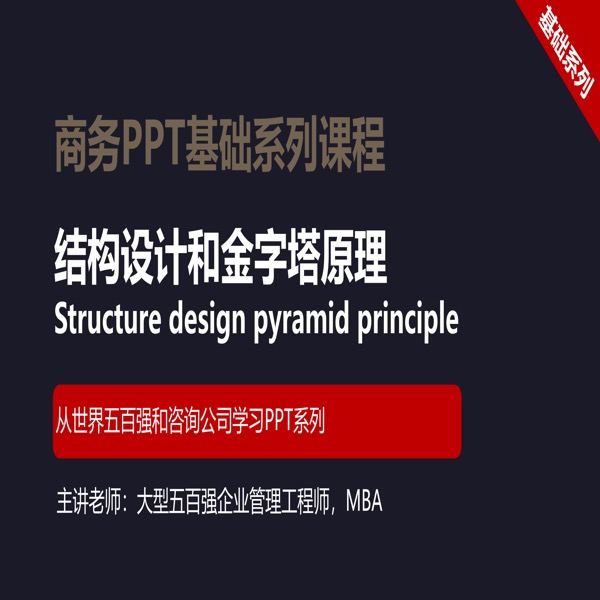 基础系列
商务PPT基础系列课程
结构设计和金字塔原理
Structure design pyramid principle
从世界五百强和咨询公司学习PPT系列
主讲老师：大型五百强企业管理工程师，MBA